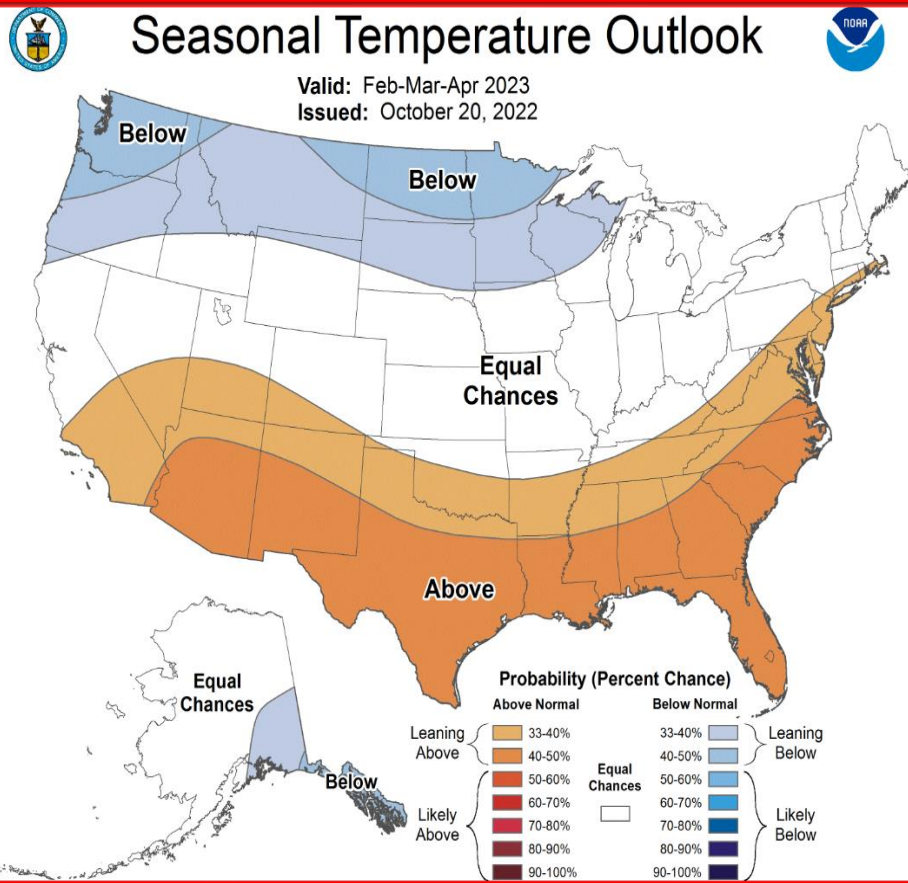 Seasonal Temperature Outlook
NOAA
Valid: Feb-Mar-Apr 2023
Issued: October 20, 2022
Below
Below
Equal
Chances
Above
Equal
Chances
Below
Probability (Percent Chance)
Above Normal
Below Normal
Leaning
Above
33-40%
40-50%
Likely
Above
50-60%
60-70%
70-80%
80-90%
90-100%
Equal
Chances
33-40%
40-50%
Leaning
Below
50-60%
60-70%
70-80%
80-90%
90-100%
Likely
Below